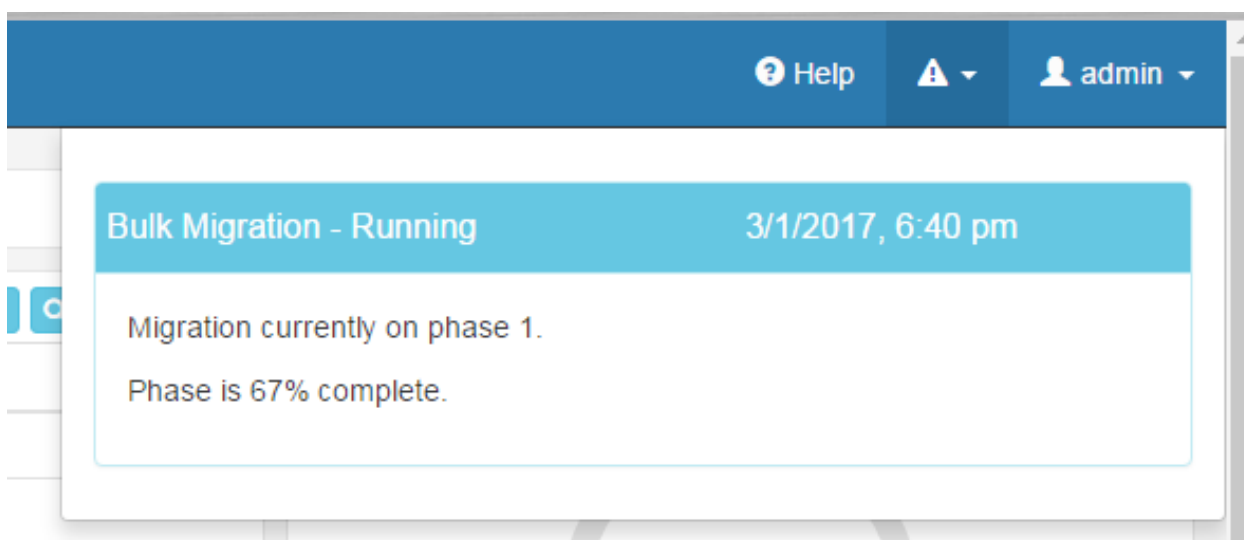 Help admin
Bulk Migration - Running 3/1/2017, 6:40 pm
Migration currently on phase 1.
Phase is 67% complete.